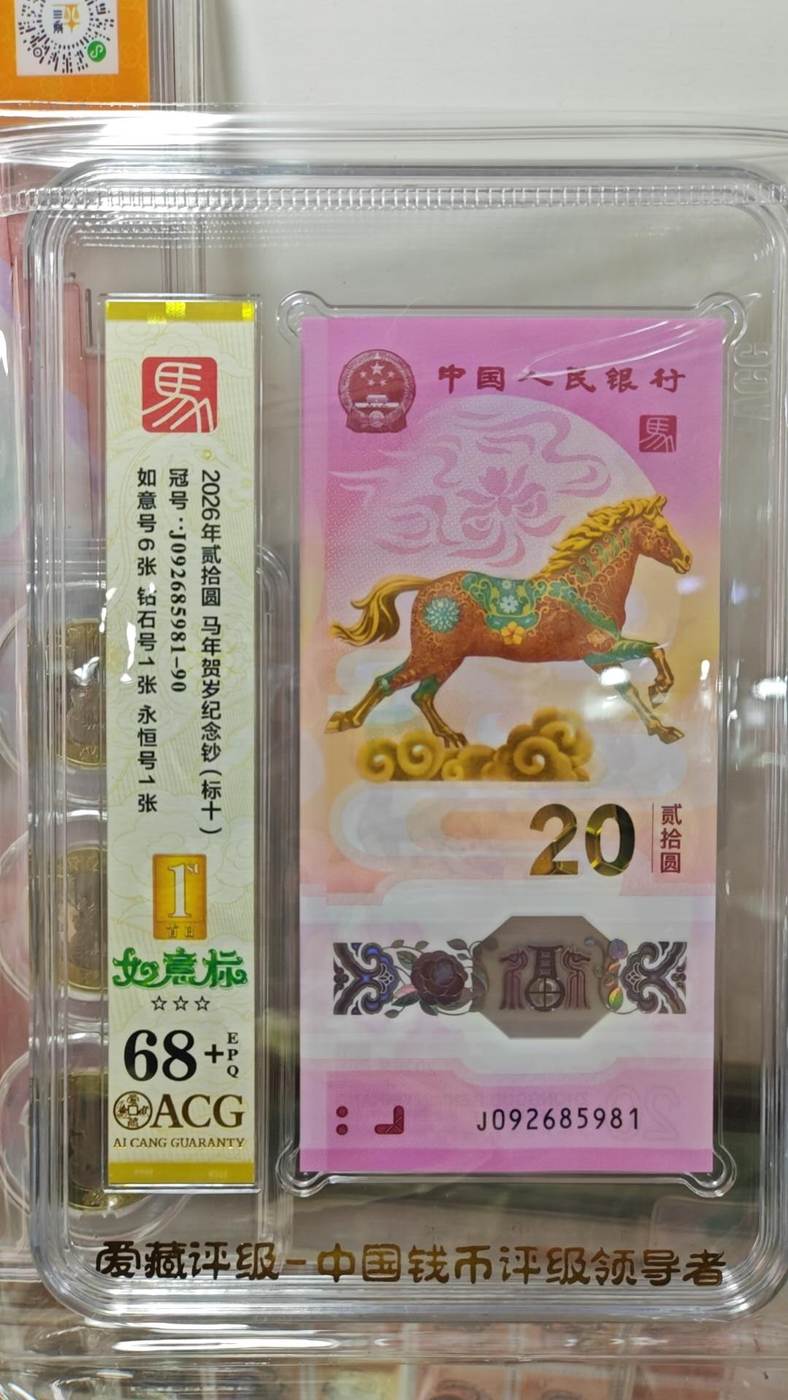 馬
2026年贰拾圆 马年贺岁纪念钞(标十)
冠号:J092685981-90
如意号6张 钻石号1张 永恒号1张
1st
首日
如意标
☆☆☆
68+
EPQ
ACG
AI CANG GUARANTY
中国人民银行
馬
20
贰拾圆
J092685981
爱藏评级-中国钱币评级领导者